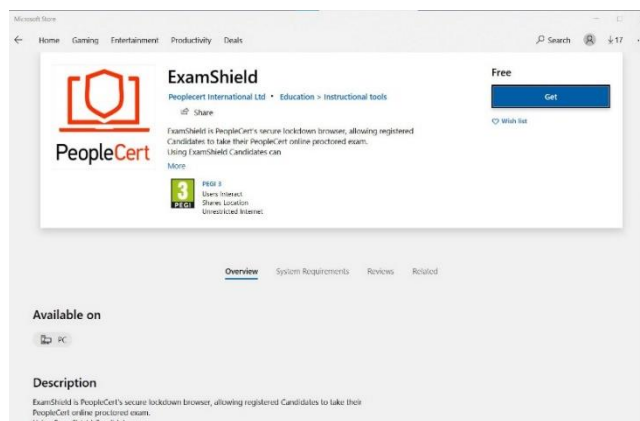 Microsoft Store
Home Gaming Entertainment Productivity Deals Search 17
ExamShield
Peoplecert International Ltd • Education > Instructional tools
Share
ExamShield is PeopleCert's secure lockdown browser, allowing registered
Candidates to take their PeopleCert online proctored exam.
Using ExamShield Candidates can
More
PeopleCert
3
PEGI
PEGI 3
Users Interact
Shares Location
Unrestricted Internet
Free
Get
Wish list
Overview System Requirements Reviews Related
Available on
PC
Description
ExamShield is PeopleCert's secure lockdown browser, allowing registered Candidates to take their
PeopleCert online proctored exam.